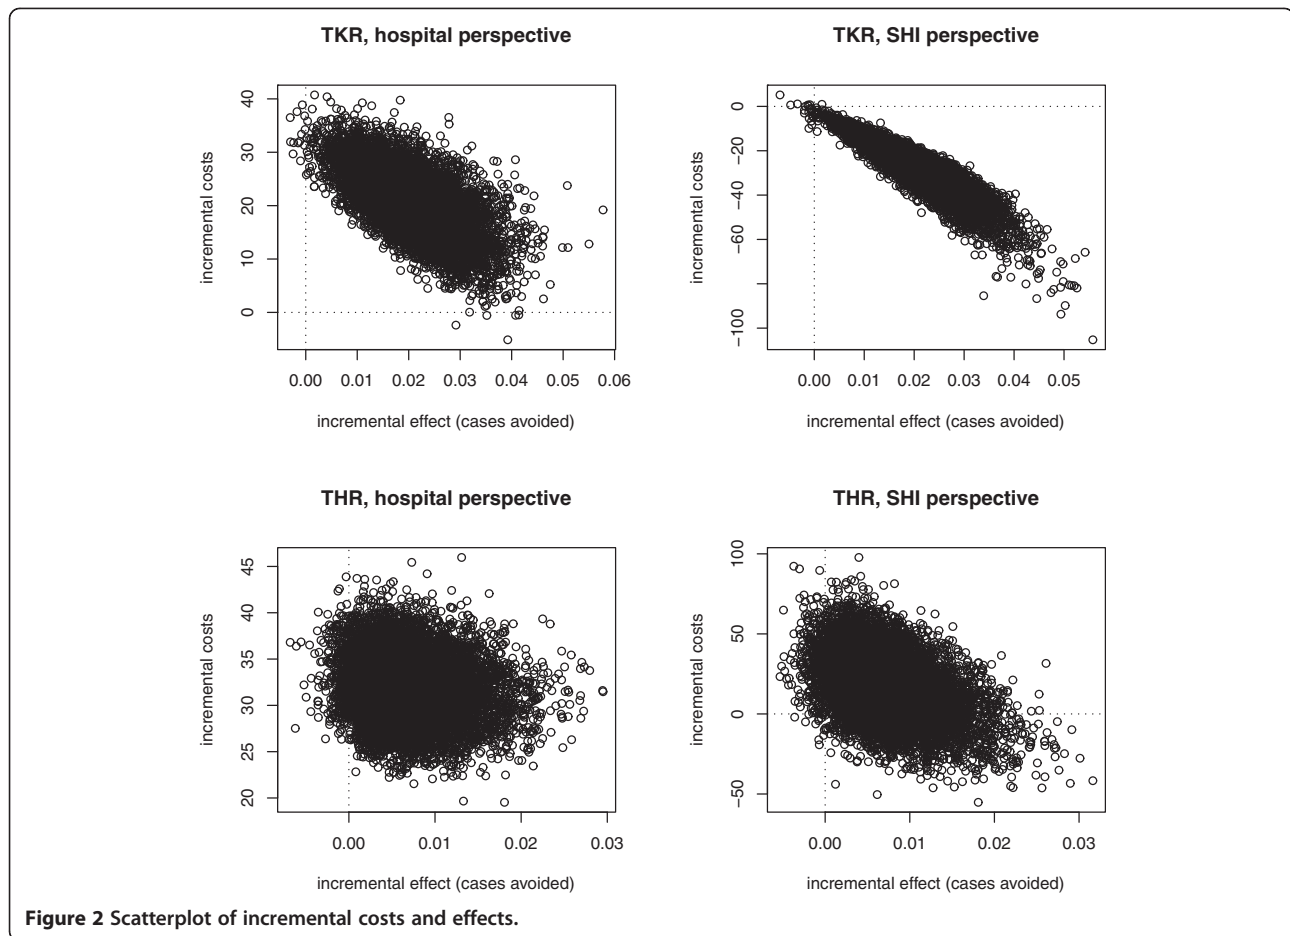 TKR, hospital perspective
TKR, SHI perspective
40
30
20
10
0
incremental costs
0.00 0.01 0.02 0.03 0.04 0.05 0.06
incremental effect (cases avoided)
0
−20
−40
−60
−100
incremental costs
0.00 0.01 0.02 0.03 0.04 0.05
incremental effect (cases avoided)
THR, hospital perspective
THR, SHI perspective
45
40
35
30
25
20
incremental costs
0.00 0.01 0.02 0.03
incremental effect (cases avoided)
100
50
0
−50
incremental costs
0.00 0.01 0.02 0.03
incremental effect (cases avoided)
Figure 2 Scatterplot of incremental costs and effects.